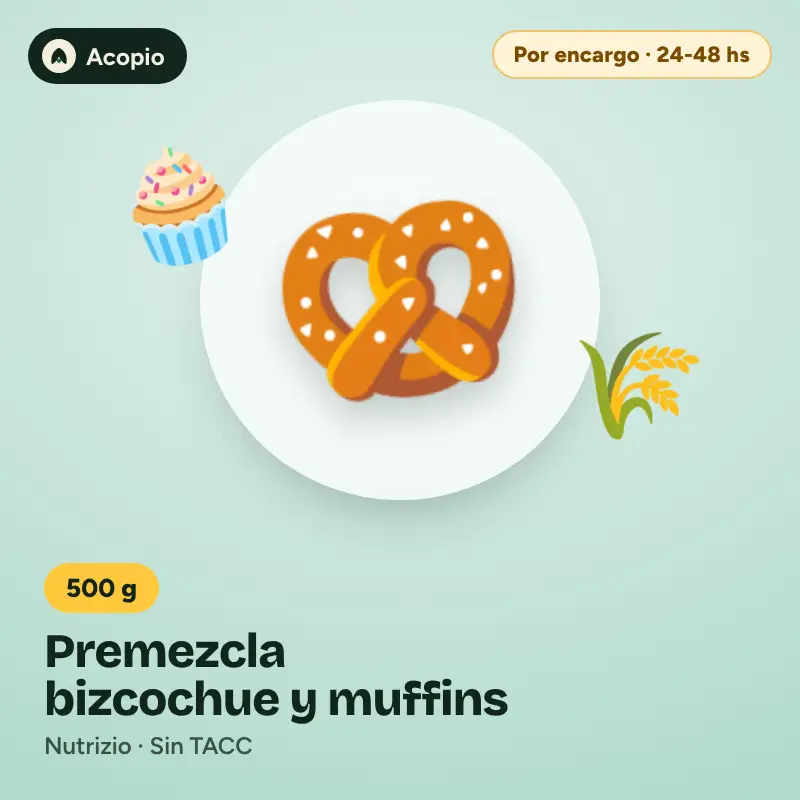 Acopio
Por encargo · 24-48 hs
500 g
Premezcla
bizcochue y muffins
Nutrizio · Sin TACC